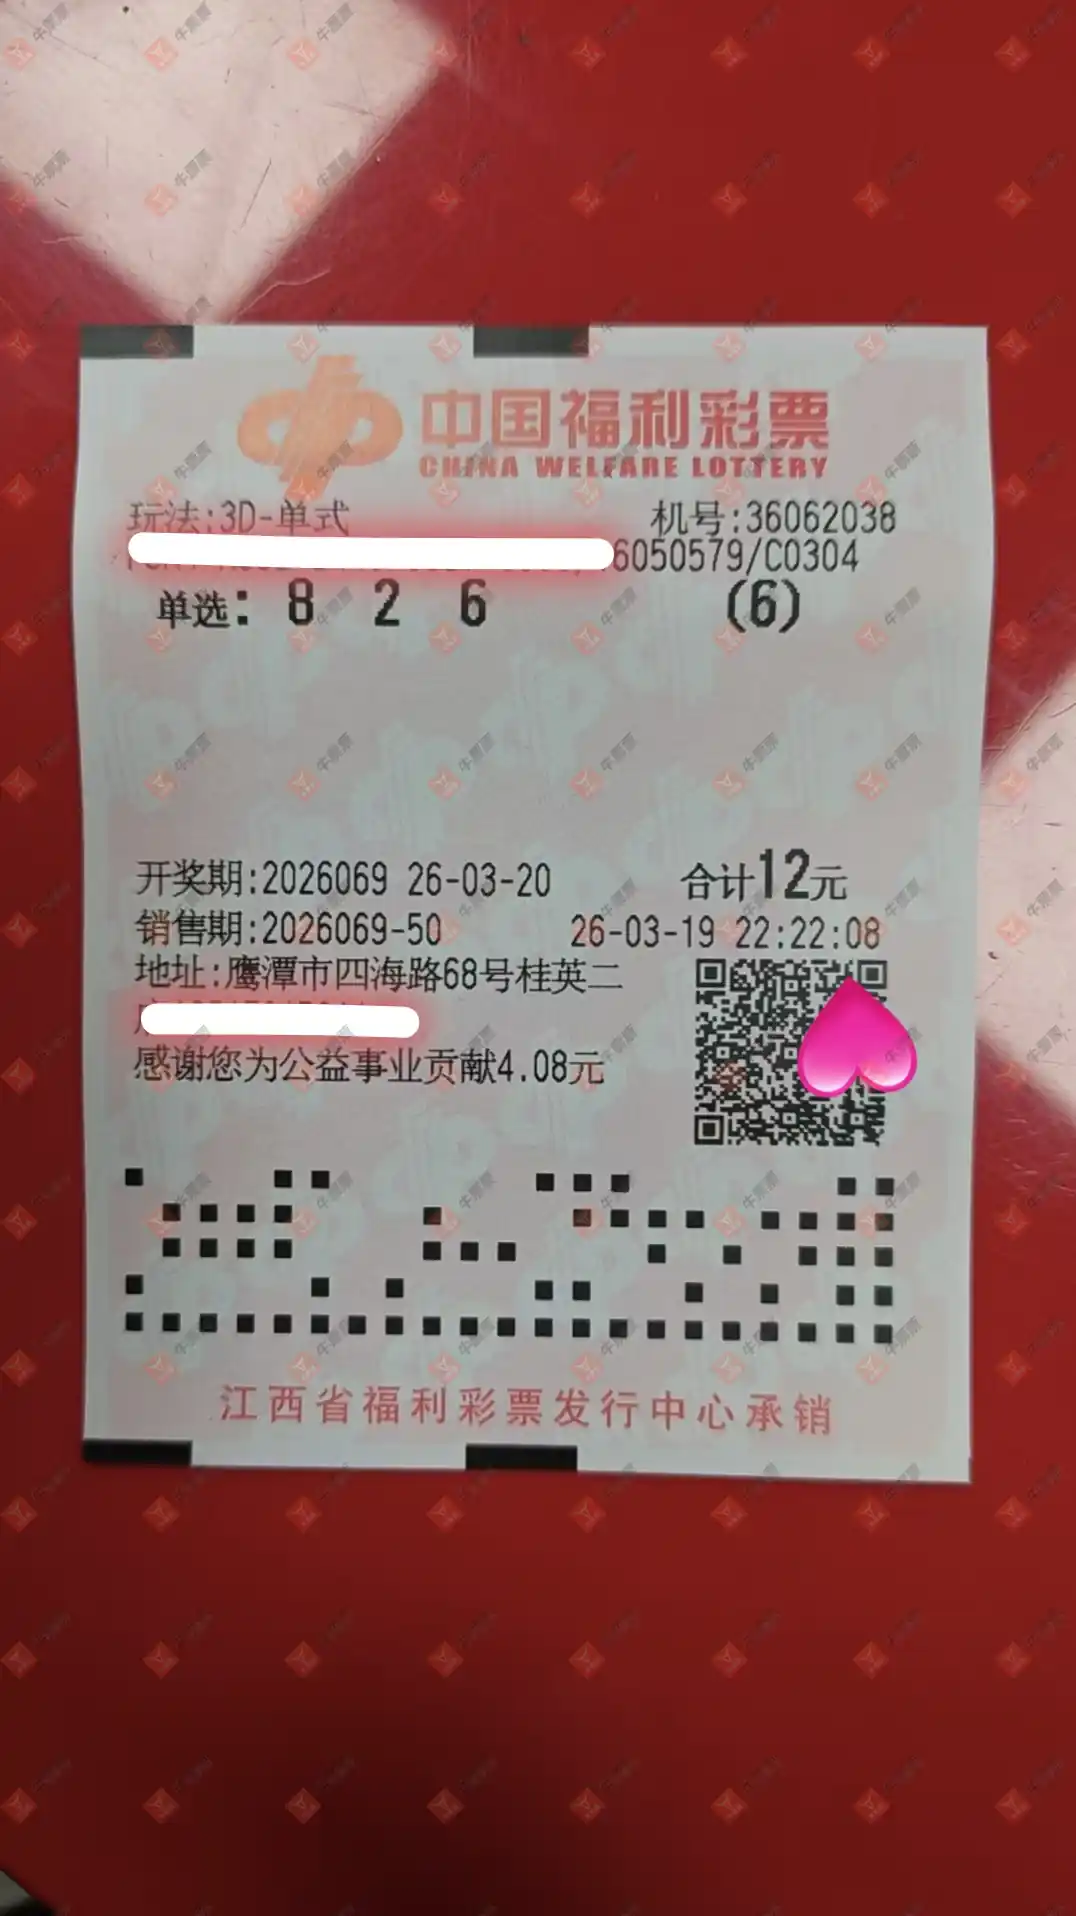 中国福利彩票
CHINA WELFARE LOTTERY
玩法:3D-单式 机号:36062038
6050579/C0304
单选: 8 2 6 (6)
开奖期:2026069 26-03-20 合计12元
销售期:2026069-50 26-03-19 22:22:08
地址:鹰潭市四海路68号桂英二
感谢您为公益事业贡献4.08元
江西省福利彩票发行中心承销